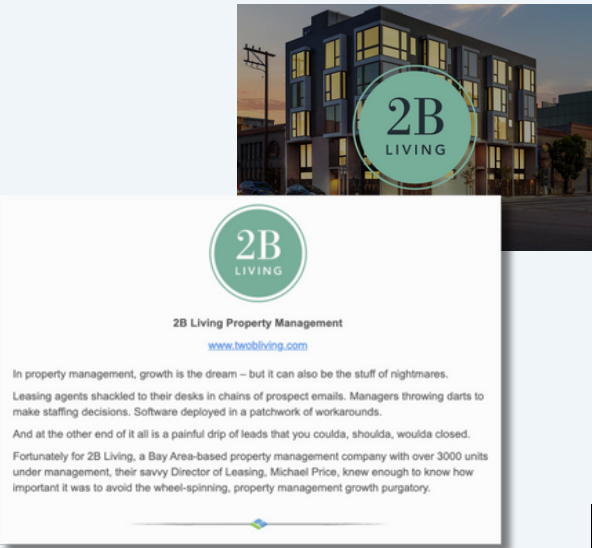 2B
LIVING
2B
LIVING
2B Living Property Management
www.twobliving.com
In property management, growth is the dream – but it can also be the stuff of nightmares.
Leasing agents shackled to their desks in chains of prospect emails. Managers throwing darts to
make staffing decisions. Software deployed in a patchwork of workarounds.
And at the other end of it all is a painful drip of leads that you coulda, shoulda, woulda closed.
Fortunately for 2B Living, a Bay Area-based property management company with over 3000 units
under management, their savvy Director of Leasing, Michael Price, knew enough to know how
important it was to avoid the wheel-spinning, property management growth purgatory.